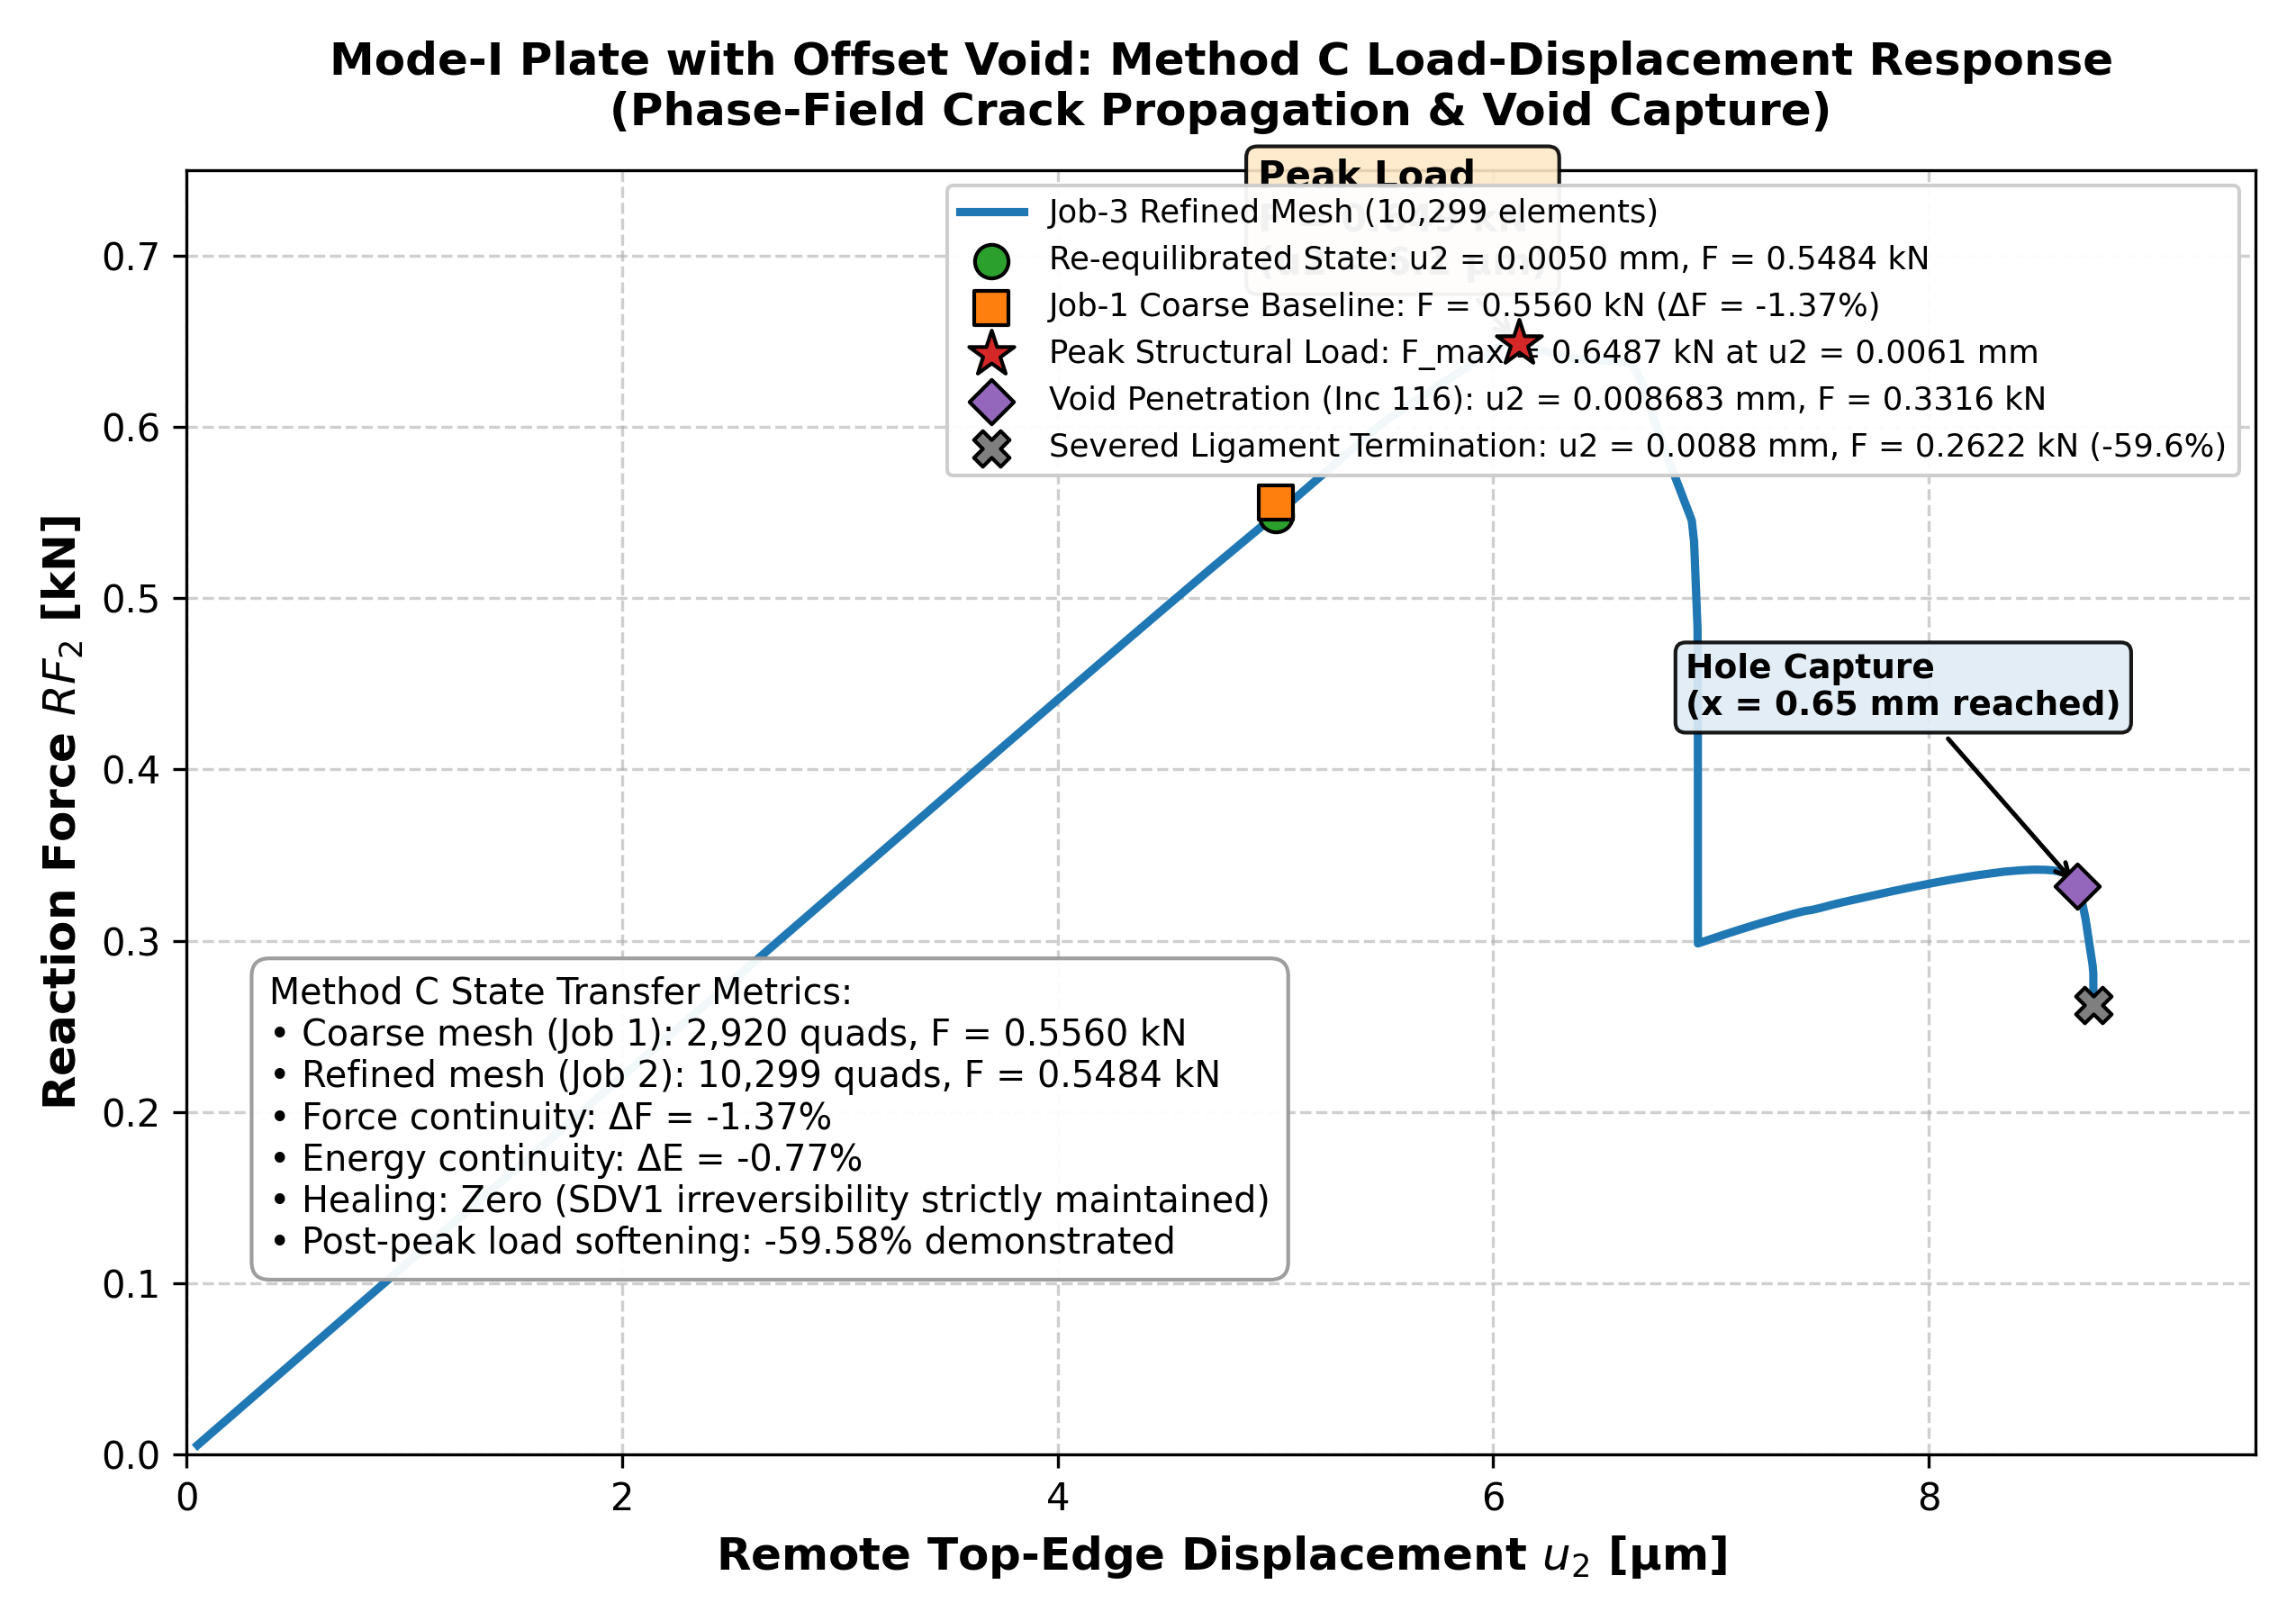 Mode-I Plate with Offset Void: Method C Load-Displacement Response
(Phase-Field Crack Propagation & Void Capture)
Peak Load
Job-3 Refined Mesh (10,299 elements)
Re-equilibrated State: u2 = 0.0050 mm, F = 0.5484 kN
Job-1 Coarse Baseline: F = 0.5560 kN (ΔF = -1.37%)
Peak Structural Load: F_max = 0.6487 kN at u2 = 0.0061 mm
Void Penetration (Inc 116): u2 = 0.008683 mm, F = 0.3316 kN
Severed Ligament Termination: u2 = 0.0088 mm, F = 0.2622 kN (-59.6%)
Hole Capture
(x = 0.65 mm reached)
Method C State Transfer Metrics:
• Coarse mesh (Job 1): 2,920 quads, F = 0.5560 kN
• Refined mesh (Job 2): 10,299 quads, F = 0.5484 kN
• Force continuity: ΔF = -1.37%
• Energy continuity: ΔE = -0.77%
• Healing: Zero (SDV1 irreversibility strictly maintained)
• Post-peak load softening: -59.58% demonstrated
Reaction Force RF₂ [kN]
0.7
0.6
0.5
0.4
0.3
0.2
0.1
0.0
0 2 4 6 8
Remote Top-Edge Displacement u₂ [μm]